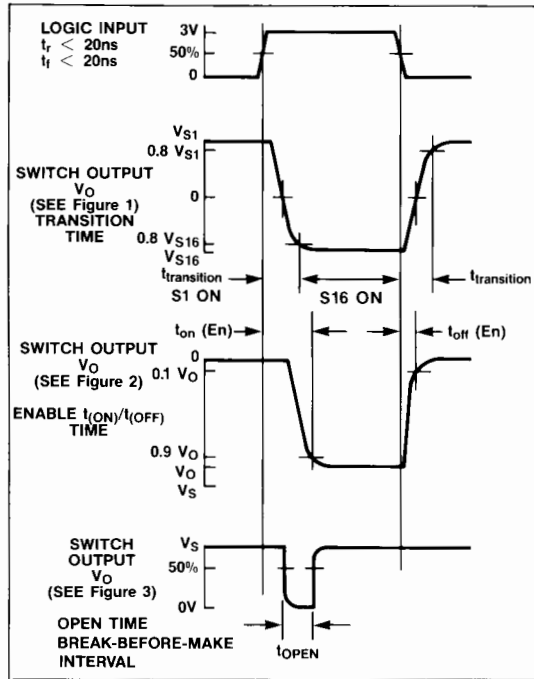 LOGIC INPUT
tr < 20ns
tf < 20ns
3V
50%
0
VS1
0.8 VS1
SWITCH OUTPUT
VO
(SEE Figure 1)
TRANSITION
TIME
0
0.8 VS16
VS16
ttransition
S1 ON
S16 ON
ttransition
ton (En)
toff (En)
SWITCH OUTPUT
VO
(SEE Figure 2)
0
0.1 VO
ENABLE t(ON)/t(OFF)
TIME
0.9 VO
VO
VS
SWITCH
OUTPUT
VO
(SEE Figure 3)
VS
50%
0V
OPEN TIME
BREAK-BEFORE-MAKE
INTERVAL
tOPEN